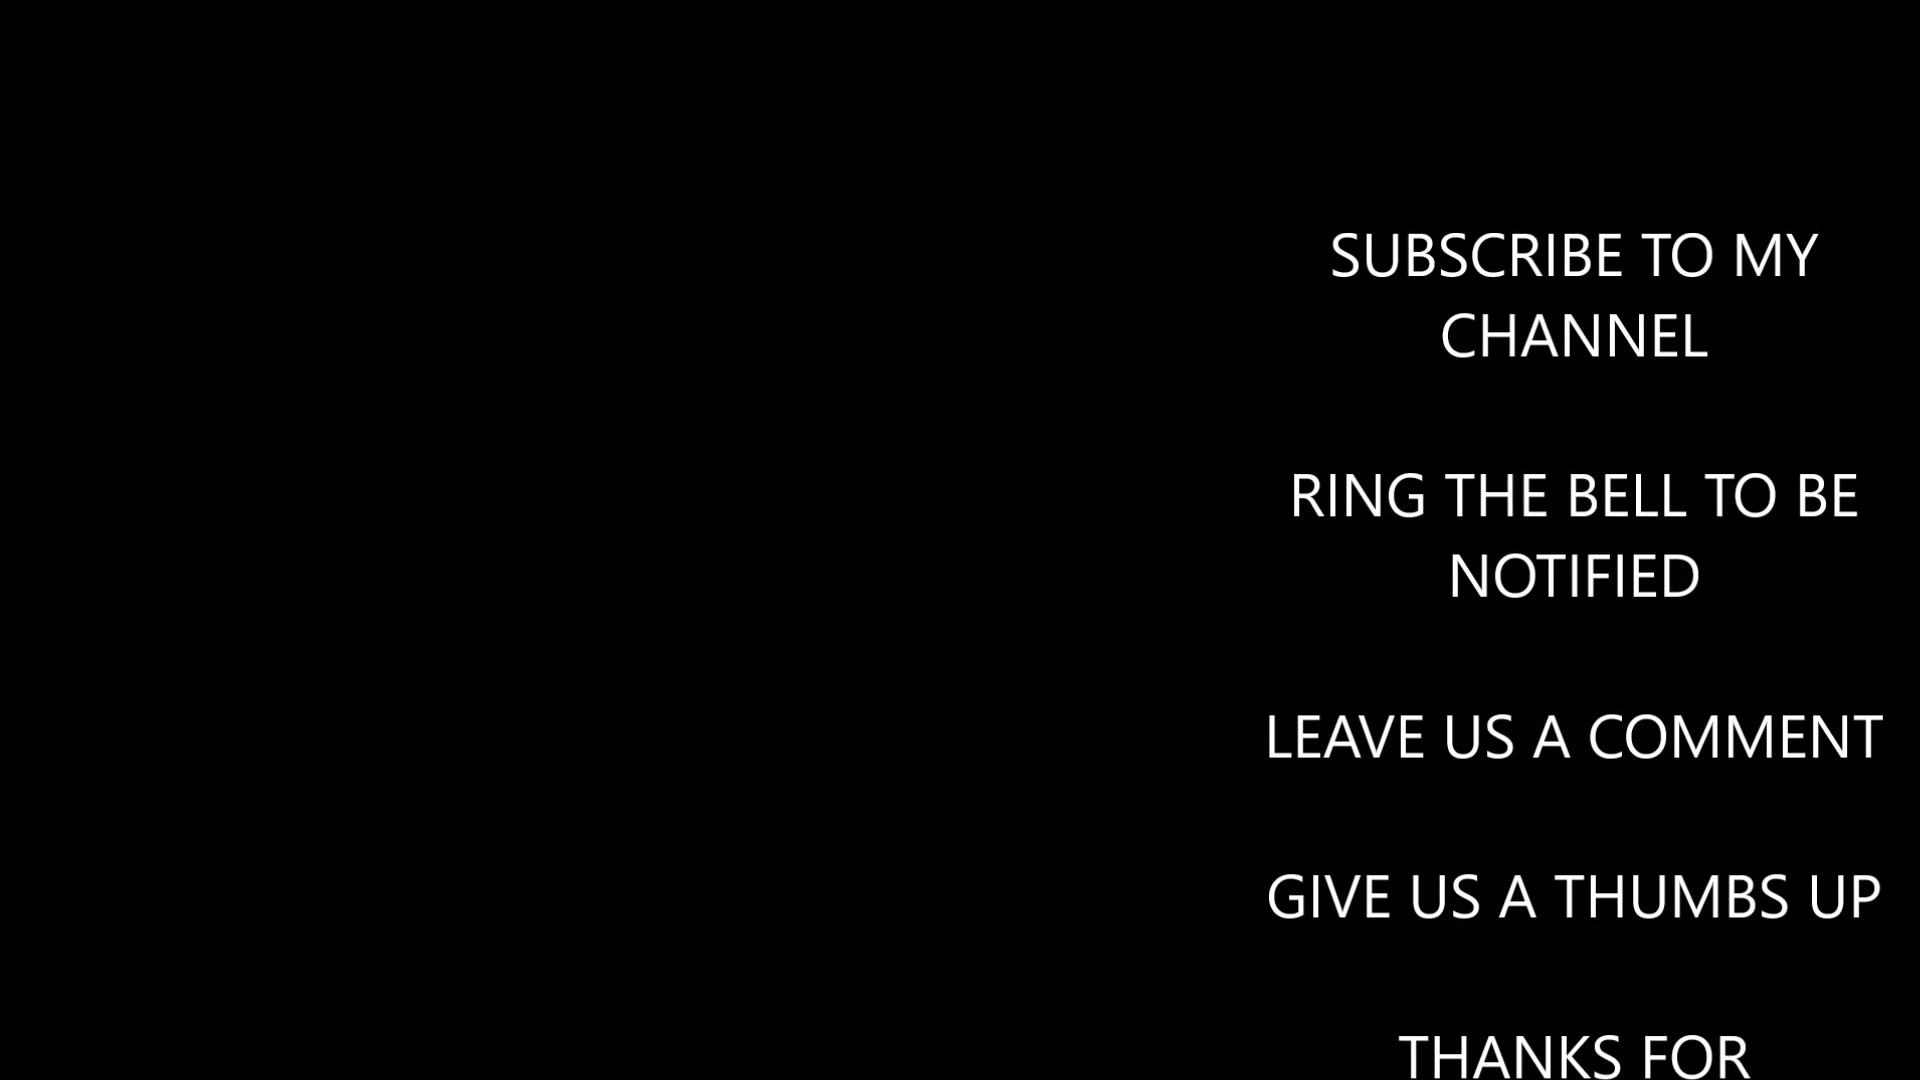 SUBSCRIBE TO MY
CHANNEL
RING THE BELL TO BE
NOTIFIED
LEAVE US A COMMENT
GIVE US A THUMBS UP
THANKS FOR